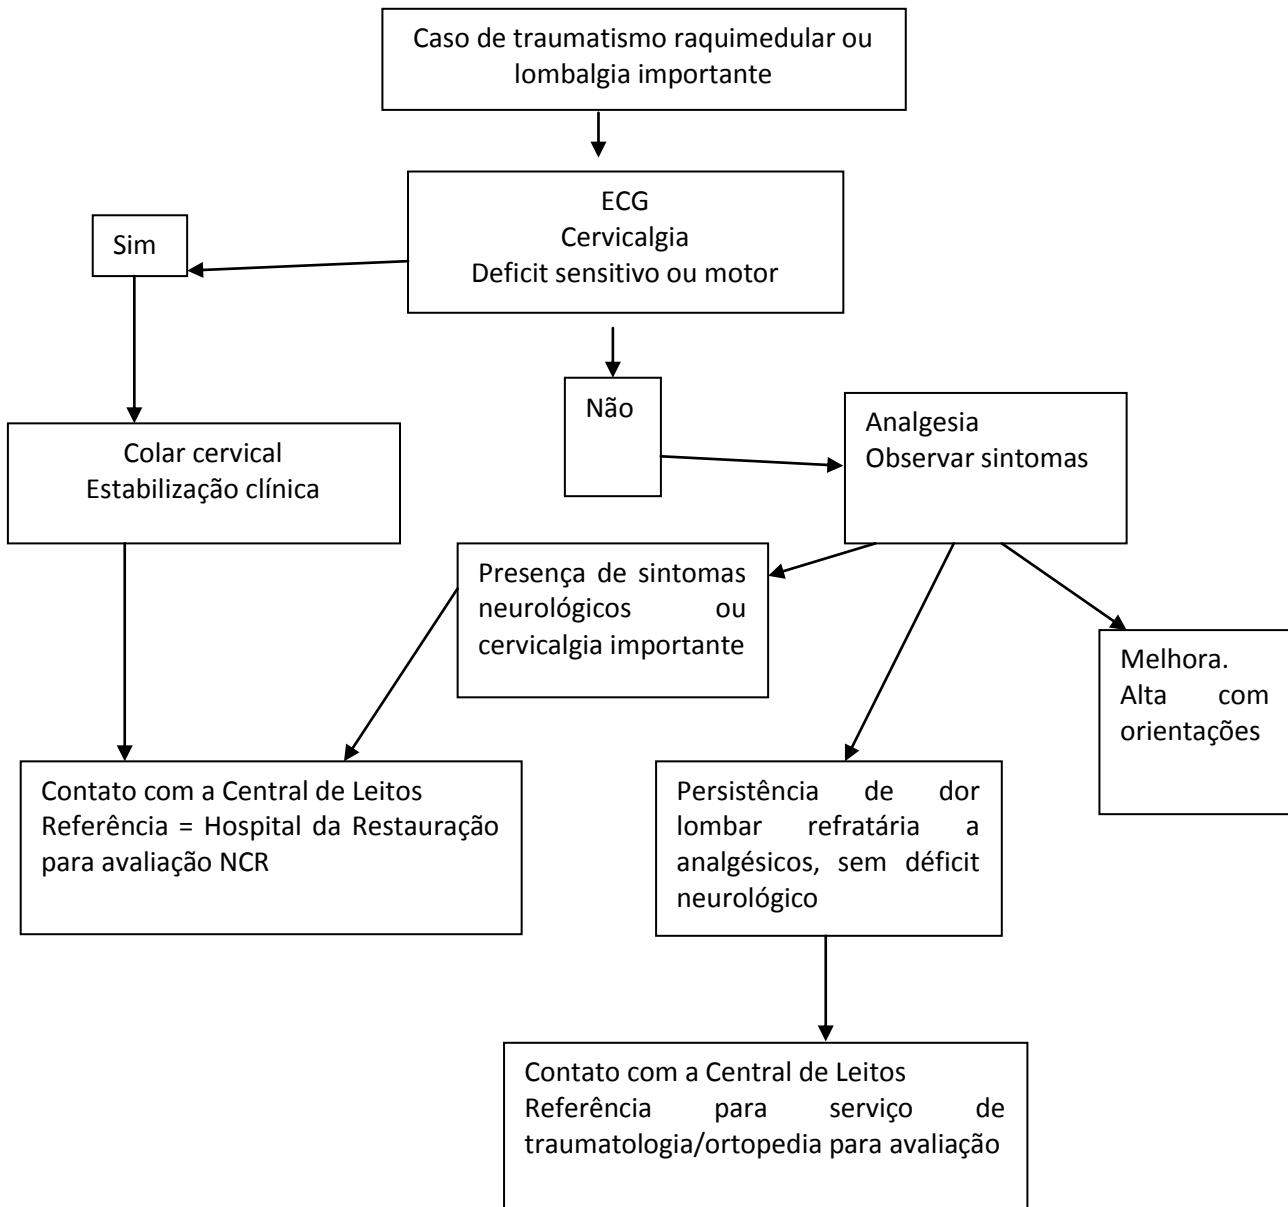 Caso de traumatismo raquimedular ou
lombalgia importante
ECG
Cervicalgia
Deficit sensitivo ou motor
Sim
Não
Analgesia
Observar sintomas
Colar cervical
Estabilização clínica
Presença de sintomas
neurológicos ou
cervicalgia importante
Melhora.
Alta com
orientações
Contato com a Central de Leitos
Referência = Hospital da Restauração
para avaliação NCR
Persistência de dor
lombar refratária a
analgésicos, sem déficit
neurológico
Contato com a Central de Leitos
Referência para serviço de
traumatologia/ortopedia para avaliação